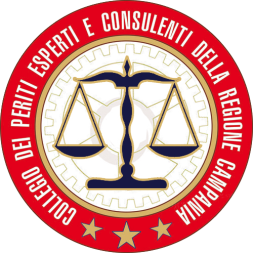 COLLEGIO DEI PERITI ESPERTI E CONSULENTI DELLA REGIONE CAMPANIA